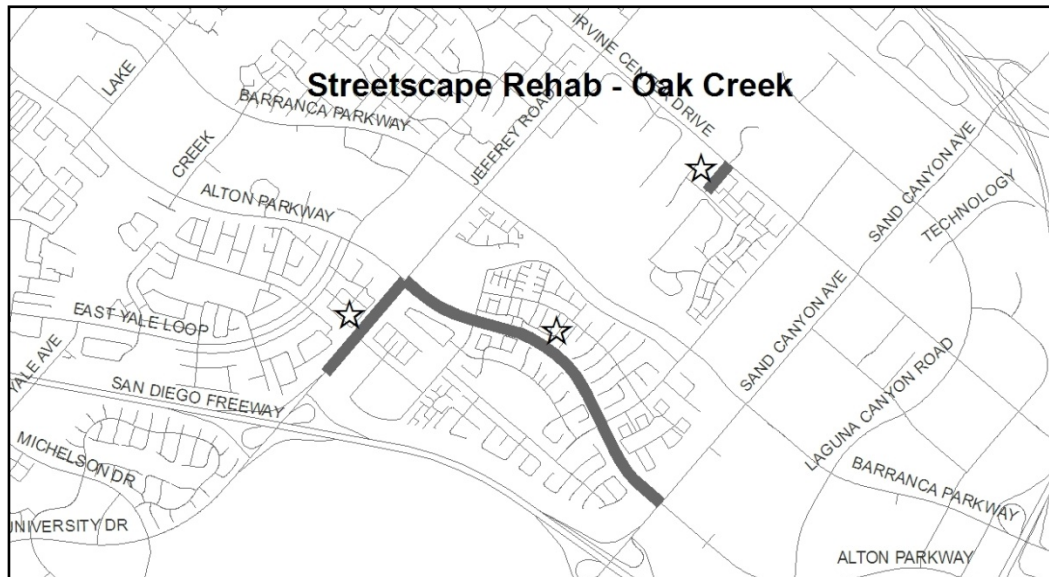 IRVINE CENTER DRIVE
Streetscape Rehab - Oak Creek
LAKE
BARRANCA PARKWAY
JEFFREY ROAD
CREEK
ALTON PARKWAY
SAND CANYON AVE
TECHNOLOGY
EAST YALE LOOP
YALE AVE
SAN DIEGO FREEWAY
SAND CANYON AVE
LAGUNA CANYON ROAD
MICHELSON DR
BARRANCA PARKWAY
UNIVERSITY DR
ALTON PARKWAY